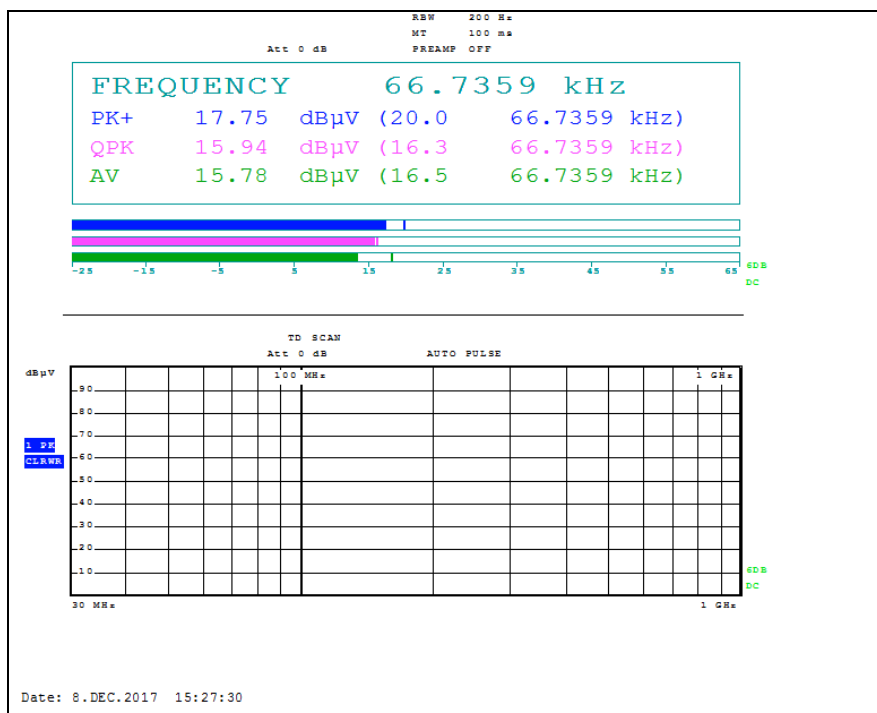 RBW 200 Hz
MT 100 ms
Att 0 dB PREAMP OFF
FREQUENCY 66.7359 kHz
PK+ 17.75 dBµV (20.0 66.7359 kHz)
QPK 15.94 dBµV (16.3 66.7359 kHz)
AV 15.78 dBµV (16.5 66.7359 kHz)
-25 -15 -5 5 15 25 35 45 55 65
6DB
DC
TD SCAN
Att 0 dB AUTO PULSE
dBµV
100 MHz 1 GHz
90
80
70
1 PK
CLRWR
60
50
40
30
20
10
6DB
DC
30 MHz 1 GHz
Date: 8.DEC.2017 15:27:30